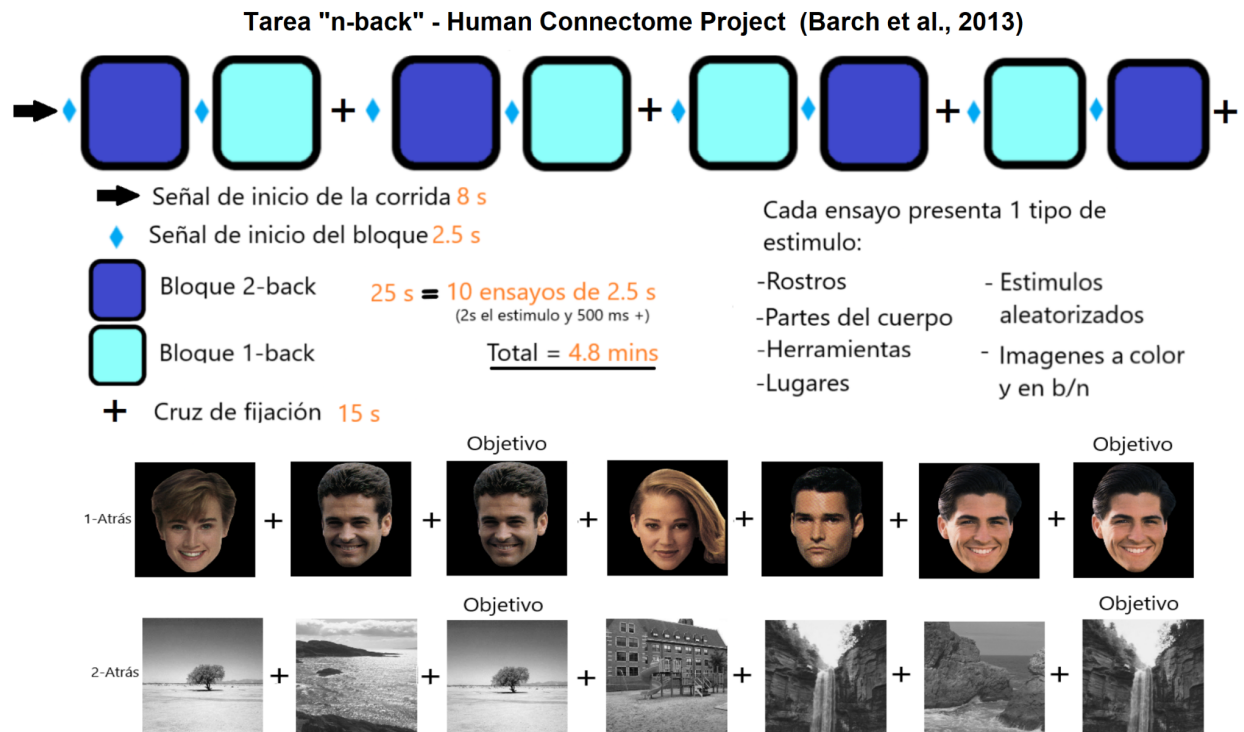 Tarea "n-back" - Human Connectome Project (Barch et al., 2013)
Señal de inicio de la corrida 8 s
Señal de inicio del bloque 2.5 s
Bloque 2-back
25 s = 10 ensayos de 2.5 s
(2s el estimulo y 500 ms +)
Bloque 1-back
Total = 4.8 mins
+ Cruz de fijación 15 s
Cada ensayo presenta 1 tipo de
estimulo:
-Rostros
-Partes del cuerpo
-Herramientas
-Lugares
- Estimulos
aleatorizados
- Imagenes a color
y en b/n
Objetivo
Objetivo
1-Atrás
Objetivo
Objetivo
2-Atrás